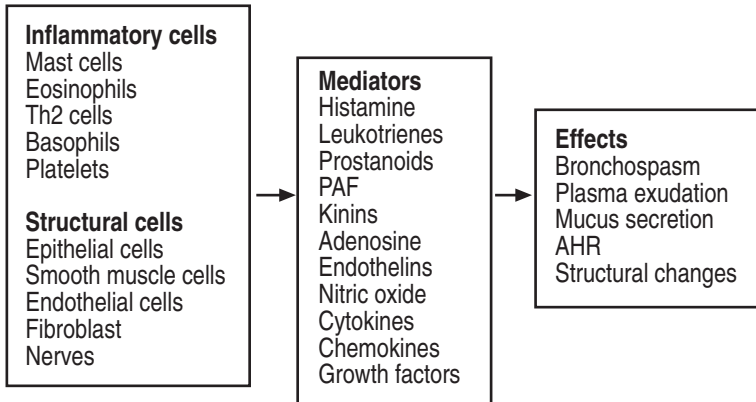 Inflammatory cells
Mast cells
Eosinophils
Th2 cells
Basophils
Platelets
Structural cells
Epithelial cells
Smooth muscle cells
Endothelial cells
Fibroblast
Nerves
Mediators
Histamine
Leukotrienes
Prostanoids
PAF
Kinins
Adenosine
Endothelins
Nitric oxide
Cytokines
Chemokines
Growth factors
Effects
Bronchospasm
Plasma exudation
Mucus secretion
AHR
Structural changes